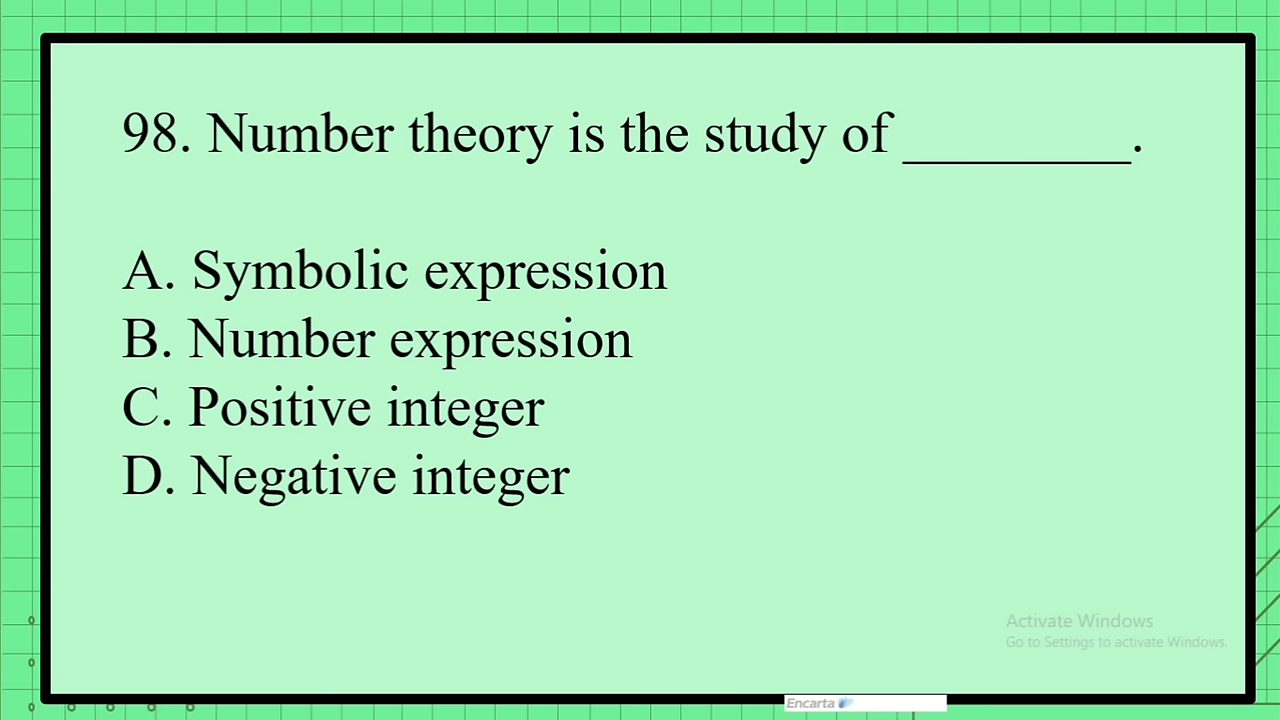 98. Number theory is the study of ________.
A. Symbolic expression
B. Number expression
C. Positive integer
D. Negative integer
Activate Windows
Go to Settings to activate Windows.
Encarta